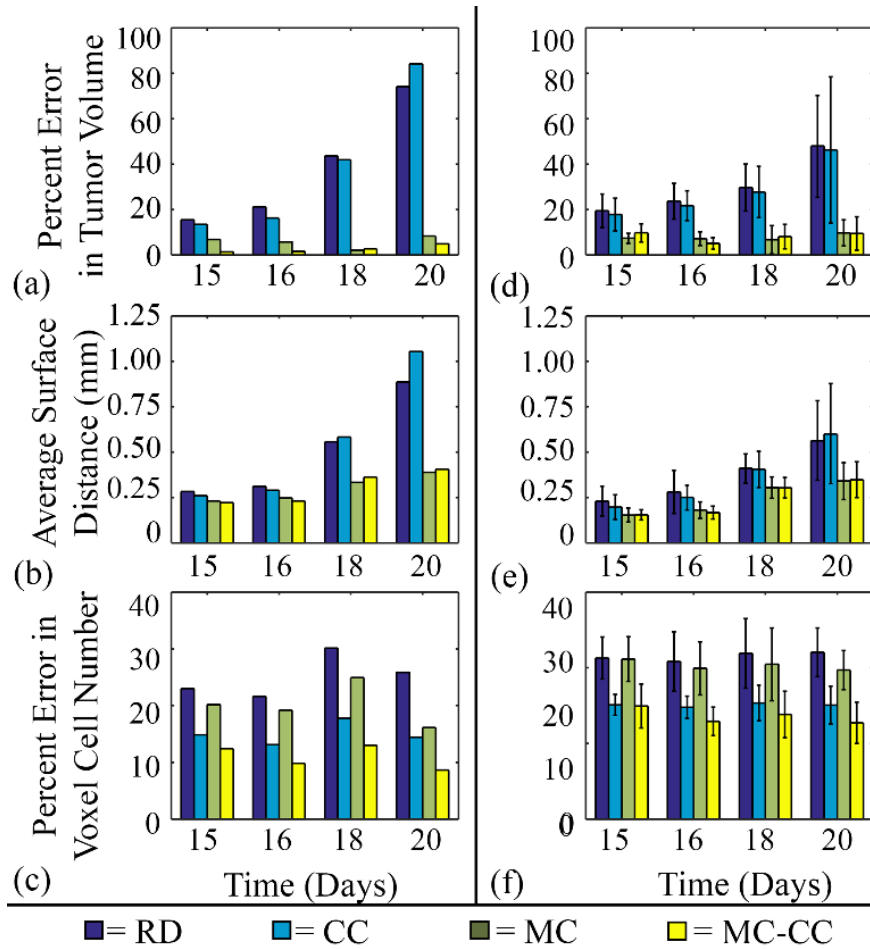 Percent Error
in Tumor Volume
100
80
60
40
20
0
15 16 18 20
(a)
100
80
60
40
20
0
15 16 18 20
(d)
Average Surface
Distance (mm)
1.25
1.00
0.75
0.50
0.25
0
15 16 18 20
(b)
1.25
1.00
0.75
0.50
0.25
0
15 16 18 20
(e)
Percent Error in
Voxel Cell Number
40
30
20
10
0
15 16 18 20
Time (Days)
(c)
40
30
20
10
0
15 16 18 20
Time (Days)
(f)
= RD = CC = MC = MC-CC